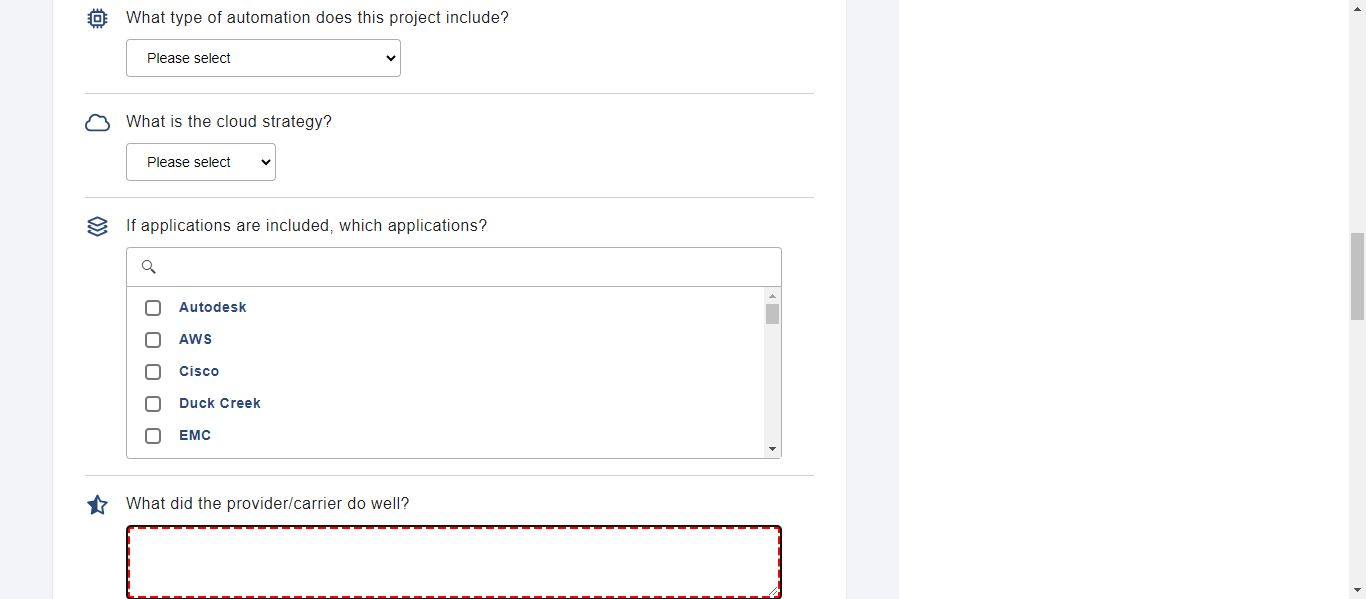 What type of automation does this project include?
Please select
What is the cloud strategy?
Please select
If applications are included, which applications?
Autodesk
AWS
Cisco
Duck Creek
EMC
What did the provider/carrier do well?